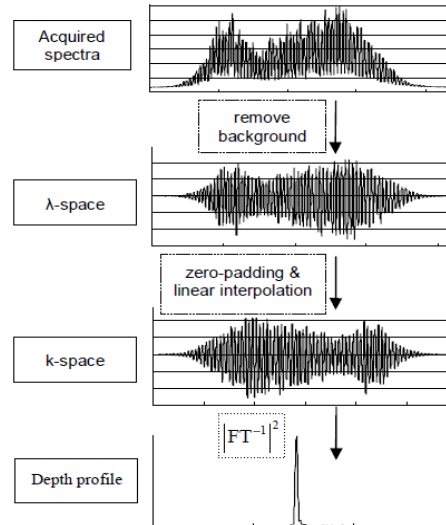 Acquired
spectra
remove
background
λ-space
zero-padding &
linear interpolation
k-space
|FT⁻¹|²
Depth profile